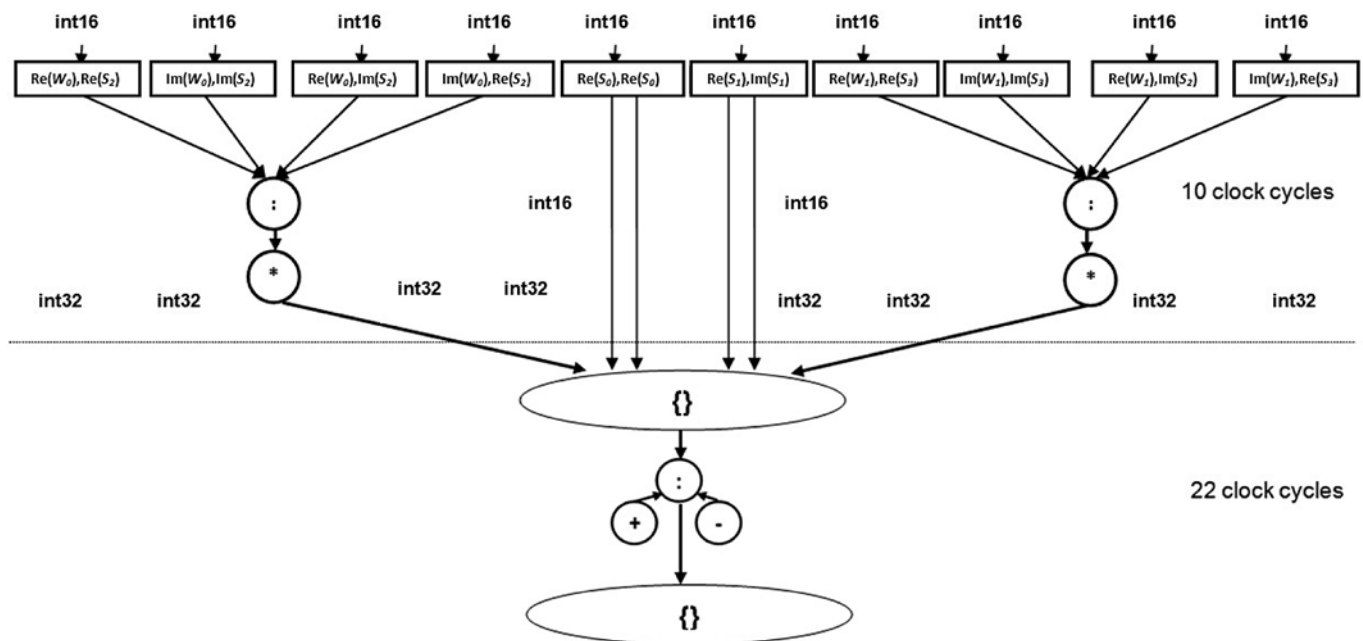 int16 int16 int16 int16 int16 int16 int16 int16 int16 int16
Re(W₀),Re(S₂) Im(W₀),Im(S₂) Re(W₀),Im(S₂) Im(W₀),Re(S₂) Re(S₀),Re(S₀) Re(S₁),Im(S₁) Re(W₁),Re(S₃) Im(W₁),Im(S₃) Re(W₁),Im(S₂) Im(W₁),Re(S₃)
: int16 int16 : 10 clock cycles
* *
int32 int32 int32 int32 int32 int32 int32 int32
{}
:
22 clock cycles
+ -
{}